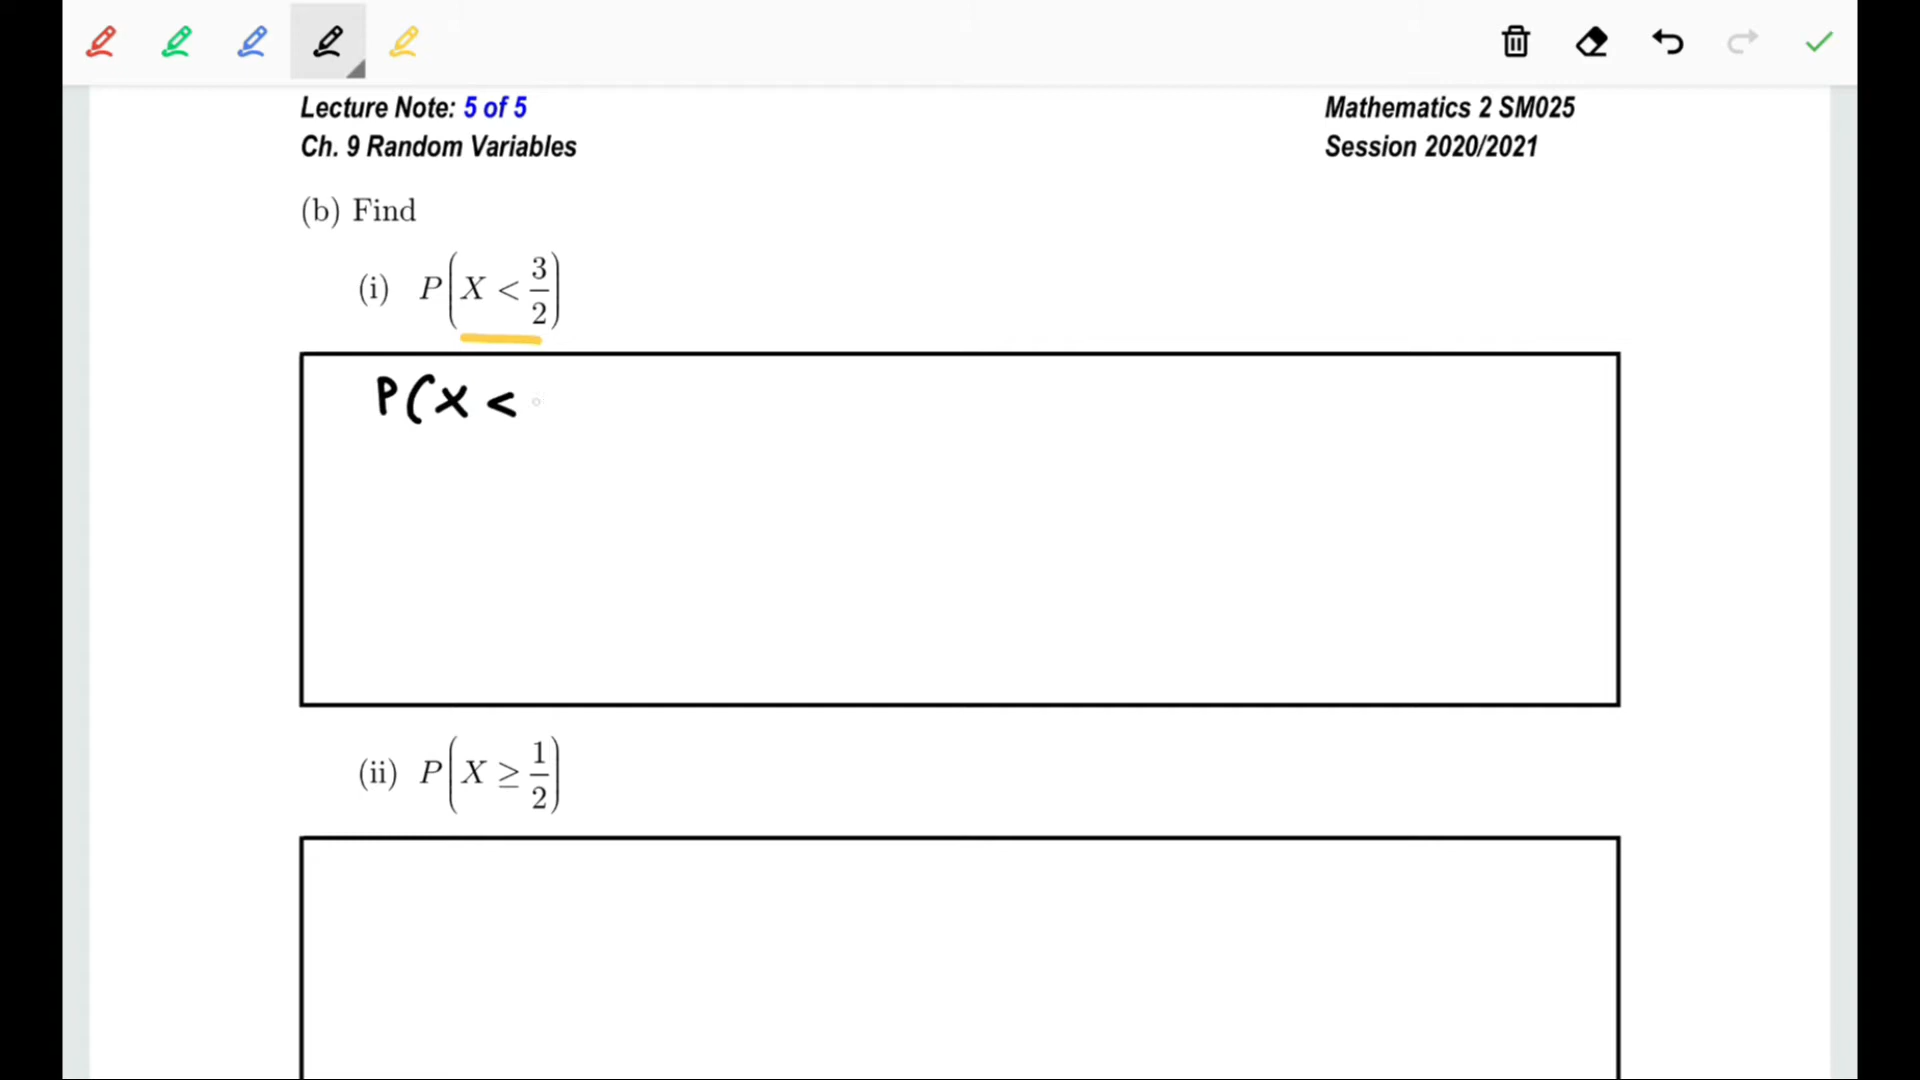 Lecture Note: 5 of 5
Mathematics 2 SM025
Ch. 9 Random Variables
Session 2020/2021
(b) Find
(i) P(X < 3/2)
P(X <
(ii) P(X ≥ 1/2)